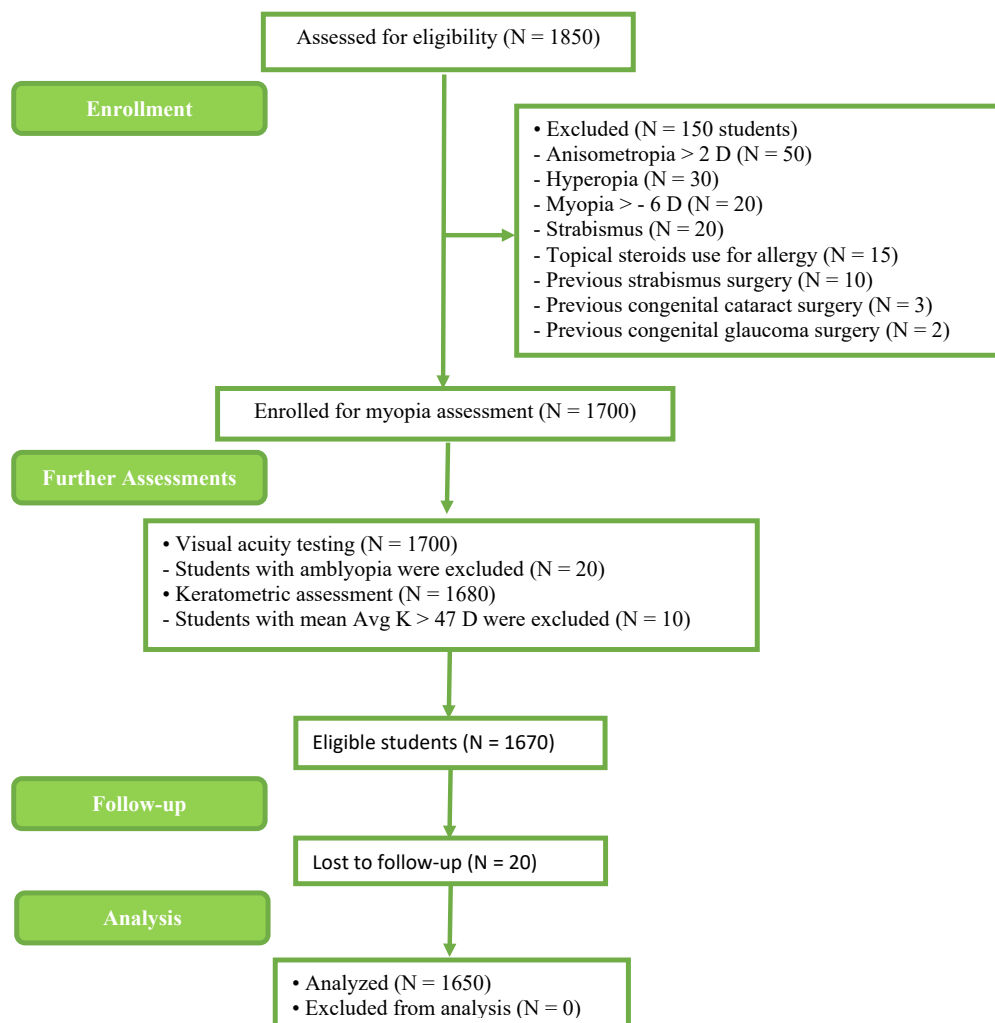 Assessed for eligibility (N = 1850)
Enrollment
• Excluded (N = 150 students)
- Anisometropia > 2 D (N = 50)
- Hyperopia (N = 30)
- Myopia > - 6 D (N = 20)
- Strabismus (N = 20)
- Topical steroids use for allergy (N = 15)
- Previous strabismus surgery (N = 10)
- Previous congenital cataract surgery (N = 3)
- Previous congenital glaucoma surgery (N = 2)
Enrolled for myopia assessment (N = 1700)
Further Assessments
• Visual acuity testing (N = 1700)
- Students with amblyopia were excluded (N = 20)
• Keratometric assessment (N = 1680)
- Students with mean Avg K > 47 D were excluded (N = 10)
Eligible students (N = 1670)
Follow-up
Lost to follow-up (N = 20)
Analysis
• Analyzed (N = 1650)
• Excluded from analysis (N = 0)